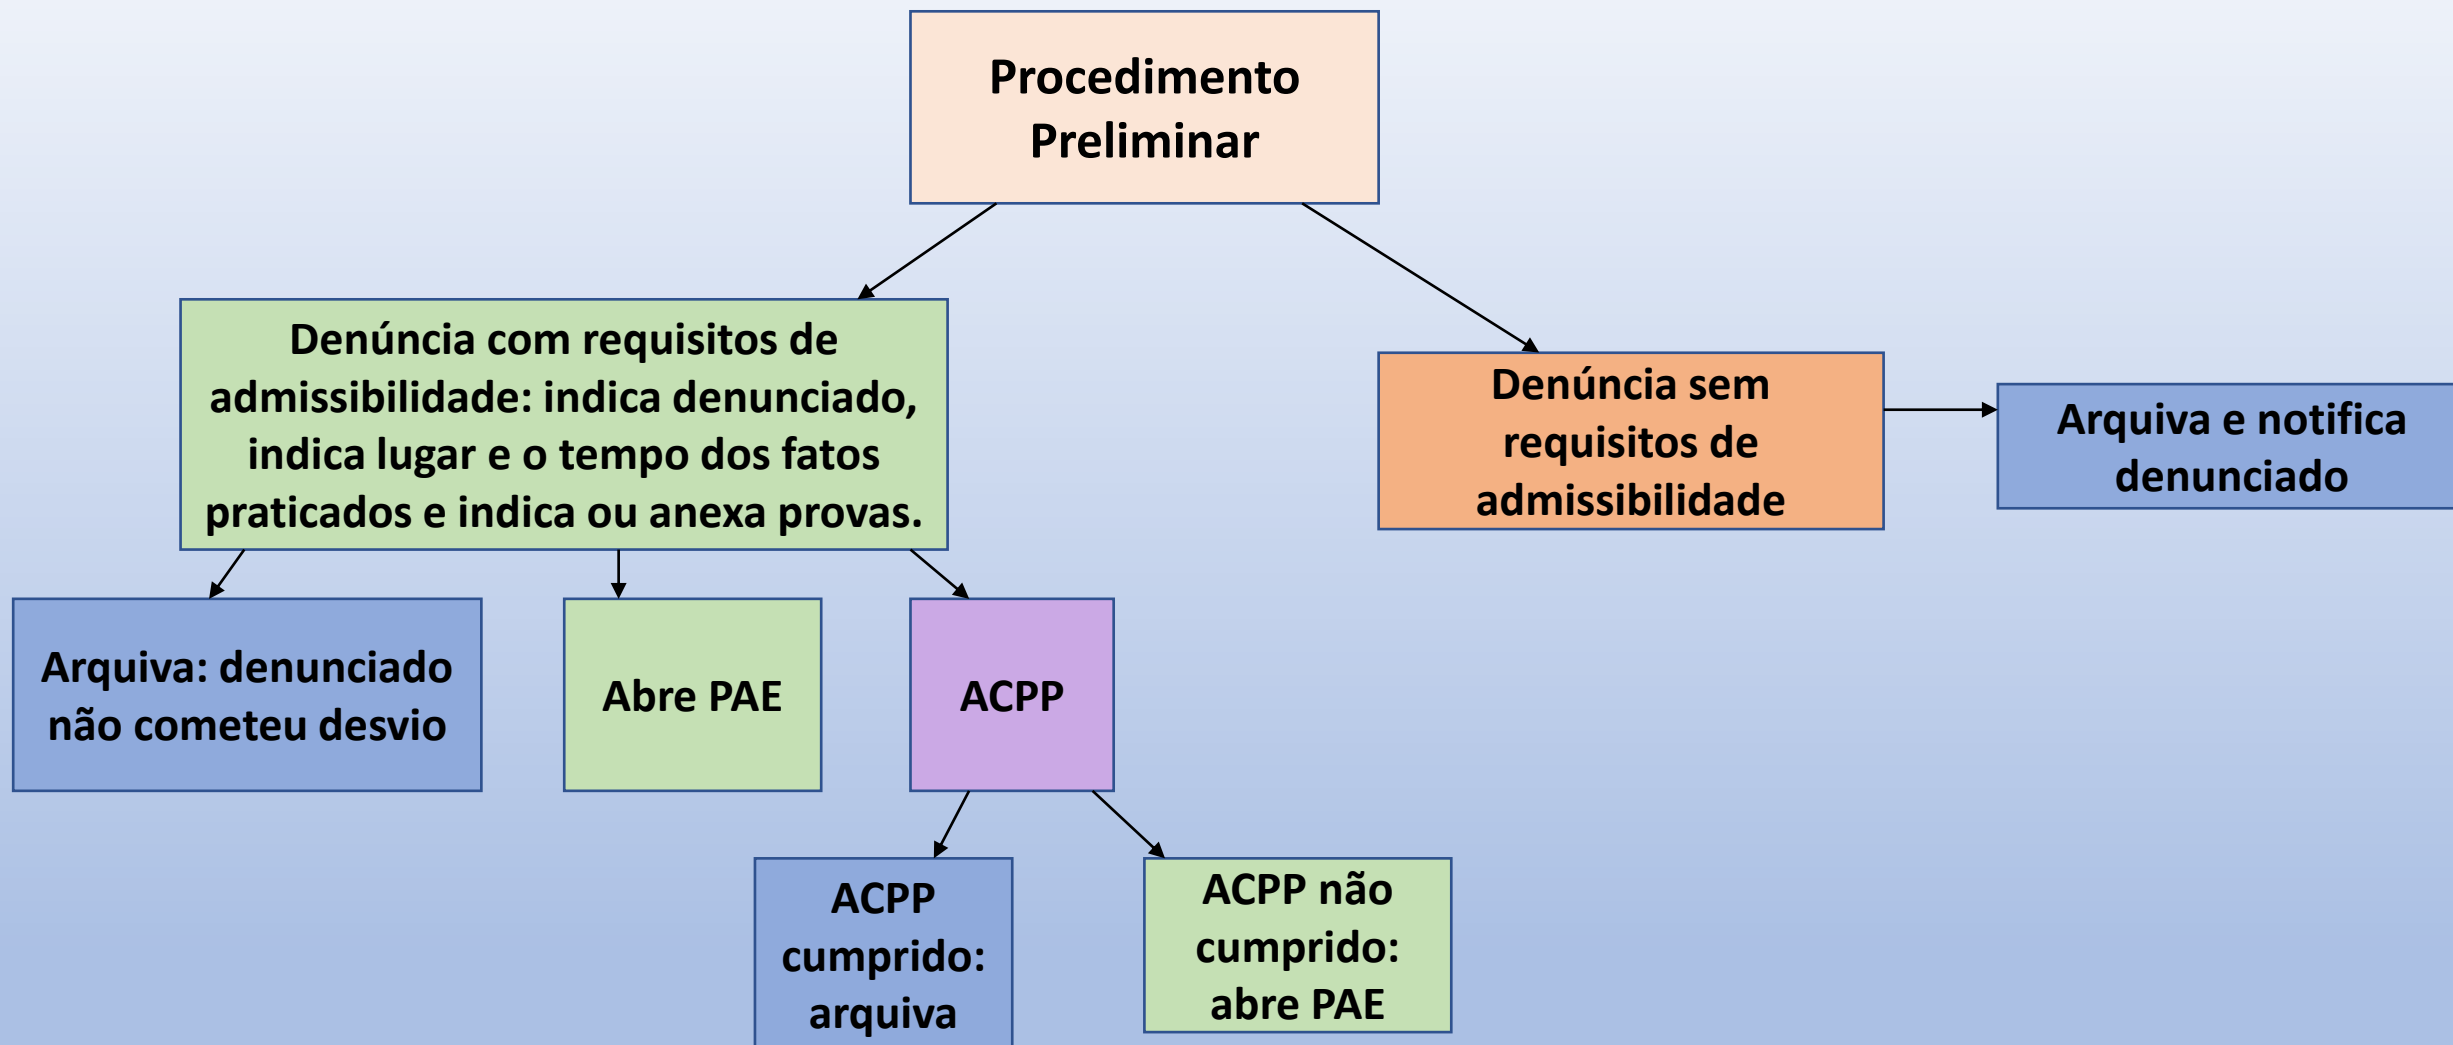 Procedimento
Preliminar
Denúncia com requisitos de
admissibilidade: indica denunciado,
indica lugar e o tempo dos fatos
praticados e indica ou anexa provas.
Denúncia sem
requisitos de
admissibilidade
Arquiva e notifica
denunciado
Arquiva: denunciado
não cometeu desvio
Abre PAE
ACPP
ACPP
cumprido:
arquiva
ACPP não
cumprido:
abre PAE